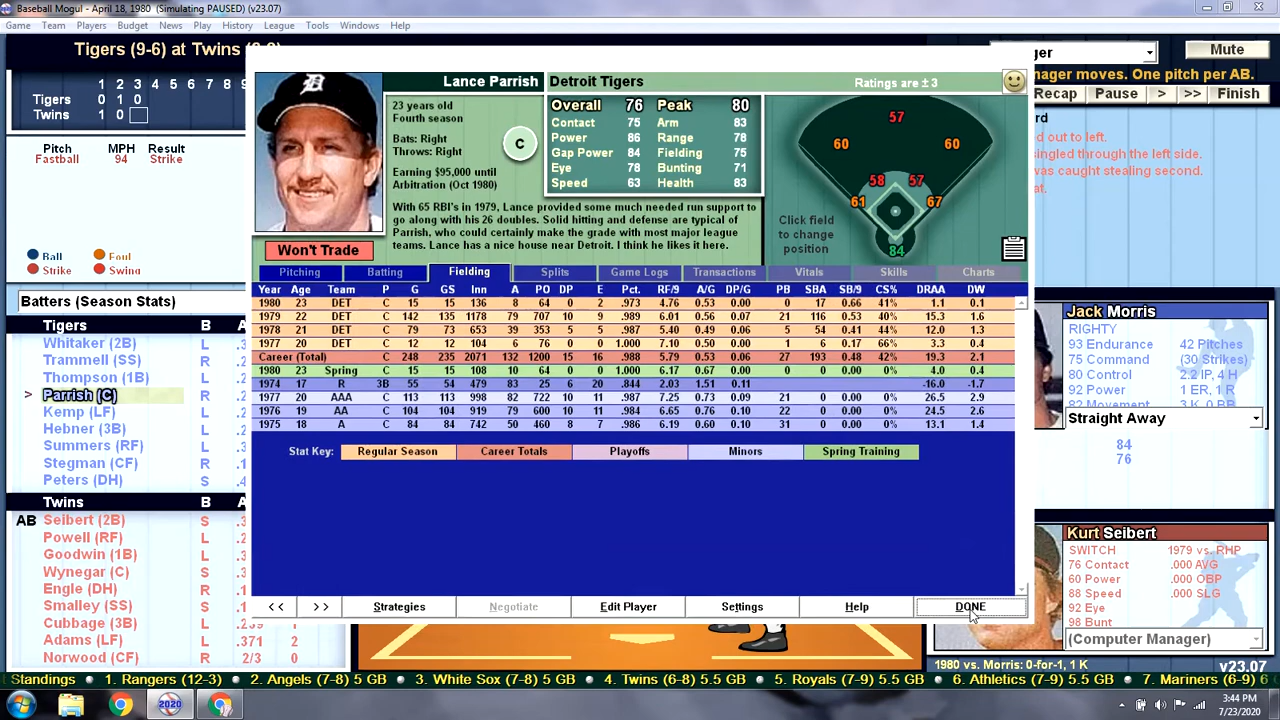 Baseball Mogul - April 18, 1980 (Simulating PAUSED) (v23.07)
Game Team Players Budget News Play History League Tools Windows Help
Tigers (9-6) at Twins
1 2 3 4 5 6 7 8 9
Tigers 0 1 0
Twins 1 0
Pitch MPH Result
Fastball 94 Strike
Ball Foul
Strike Swing
Mute
Recap Pause > >> Finish
nager moves. One pitch per AB.
ed out to left.
singled through the left side.
was caught stealing second.
Batters (Season Stats)
Tigers B
Whitaker (2B) L
Trammell (SS) R
Thompson (1B) L
> Parrish (C) R
Kemp (LF) L
Hebner (3B) L
Summers (RF) L
Stegman (CF) R
Peters (DH) S
Twins B
AB Seibert (2B) S
Powell (RF) L
Goodwin (1B) L
Wynegar (C) S
Engle (DH) R
Smalley (SS) S
Cubbage (3B) L
Adams (LF) L .371 2
Norwood (CF) R 2/3 0
Lance Parrish Detroit Tigers Ratings are ± 3
23 years old
Fourth season
Bats: Right
Throws: Right
Earning $95,000 until
Arbitration (Oct 1980)
C
Overall 76 Peak 80
Contact 75 Arm 83
Power 86 Range 78
Gap Power 84 Fielding 75
Eye 78 Bunting 71
Speed 63 Health 83
57
60 60
58 57
61 67
84
Click field
to change
position
With 65 RBI's in 1979, Lance provided some much needed run support to
go along with his 26 doubles. Solid hitting and defense are typical of
Parrish, who could certainly make the grade with most major league
teams. Lance has a nice house near Detroit. I think he likes it here.
Won't Trade
Pitching Batting Fielding Splits Game Logs Transactions Vitals Skills Charts
Year Age Team P G GS Inn A PO DP E Pct. RF/9 A/G DP/G PB SBA SB/9 CS% DRAA DW
1980 23 DET C 15 15 136 8 64 0 2 .973 4.76 0.53 0.00 0 17 0.66 41% 1.1 0.1
1979 22 DET C 142 135 1178 79 707 10 9 .989 6.01 0.56 0.07 21 116 0.53 40% 15.3 1.6
1978 21 DET C 79 73 653 39 353 5 5 .987 5.40 0.49 0.06 5 54 0.41 44% 12.0 1.3
1977 20 DET C 12 12 104 6 76 0 0 1.000 7.10 0.50 0.00 1 6 0.17 66% 3.3 0.4
Career (Total) C 248 235 2071 132 1200 15 16 .988 5.79 0.53 0.06 27 193 0.48 42% 19.3 2.1
1980 23 Spring C 15 15 108 10 64 0 0 1.000 6.17 0.67 0.00 0 0 0.00 0% 4.0 0.4
1974 17 R 3B 55 54 479 83 25 6 20 .844 2.03 1.51 0.11 -16.0 -1.7
1977 20 AAA C 113 113 998 82 722 10 11 .987 7.25 0.73 0.09 21 0 0.00 0% 26.5 2.9
1976 19 AA C 104 104 919 79 600 10 11 .984 6.65 0.76 0.10 22 0 0.00 0% 24.5 2.6
1975 18 A C 84 84 742 50 460 8 7 .986 6.19 0.60 0.10 31 0 0.00 0% 13.1 1.4
Stat Key: Regular Season Career Totals Playoffs Minors Spring Training
<< >> Strategies Negotiate Edit Player Settings Help DONE
Jack Morris
RIGHTY
93 Endurance 42 Pitches
75 Command (30 Strikes)
80 Control 2.2 IP, 4 H
92 Power 1 ER, 1 R
Straight Away
84
76
Kurt Seibert
SWITCH 1979 vs. RHP
76 Contact .000 AVG
60 Power .000 OBP
88 Speed .000 SLG
92 Eye
98 Bunt
(Computer Manager)
1980 vs. Morris: 0-for-1, 1 K v23.07
Standings 1. Rangers (12-3) 2. Angels (7-8) 5 GB 3. White Sox (7-8) 5 GB 4. Twins (6-8) 5.5 GB 5. Royals (7-9) 5.5 GB 6. Athletics (7-9) 5.5 GB 7. Mariners (6-9) 6
2020
3:44 PM
7/23/2020